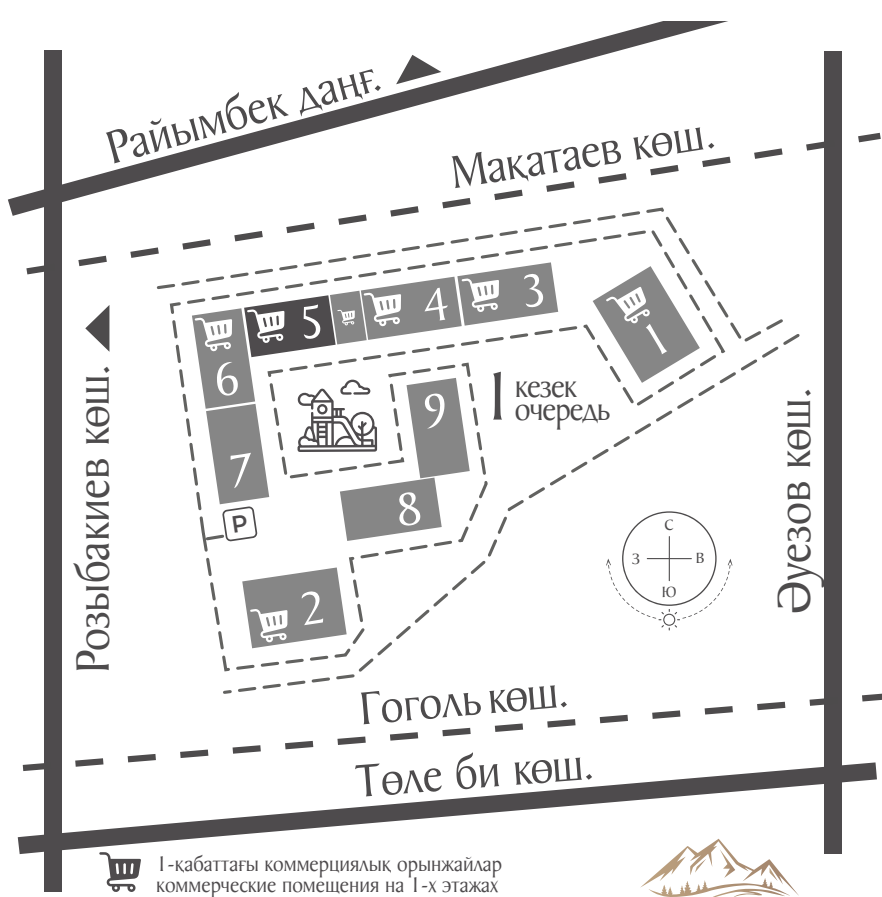 Райымбек даңғ.
Мақатаев көш.
5
4
3
1
6
9
1 кезек
очередь
7
8
P
Розыбакиев көш.
Әуезов көш.
С
З
В
Ю
2
Гоголь көш.
Төле би көш.
1-қабаттағы коммерциялық орынжайлар
коммерческие помещения на 1-х этажах